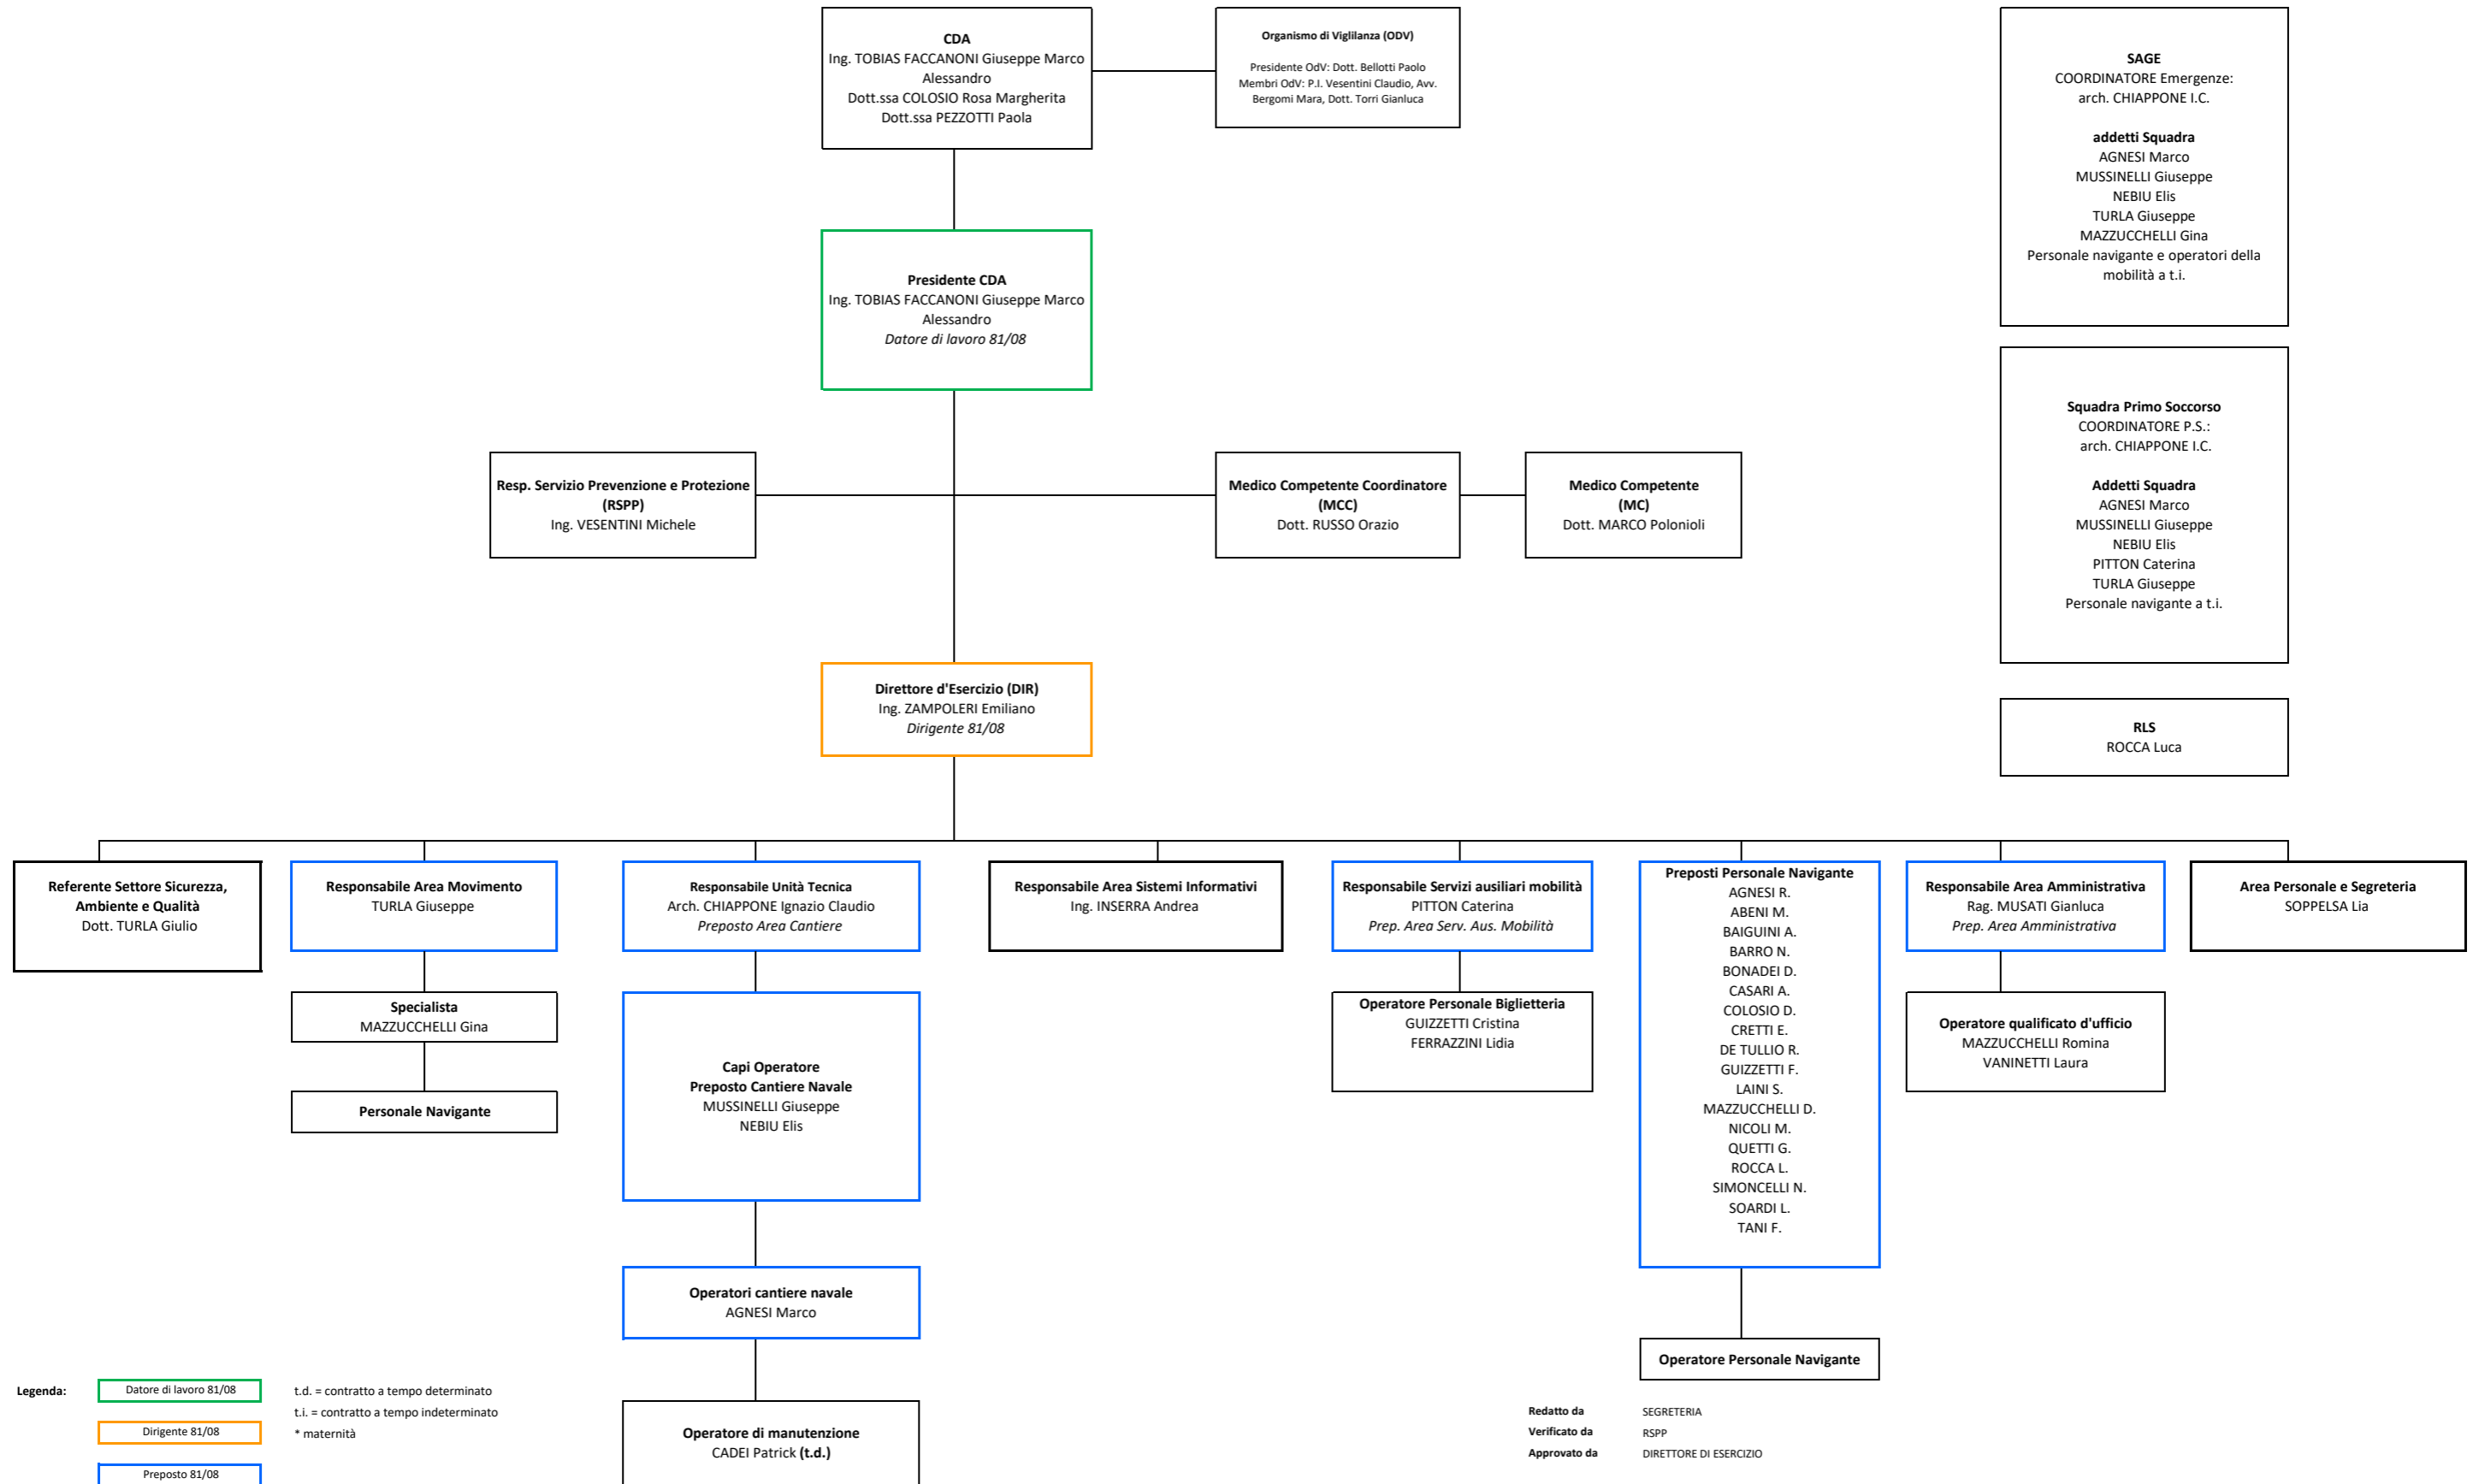 CDA
Ing. TOBIAS FACCANONI Giuseppe Marco
Alessandro
Dott.ssa COLOSIO Rosa Margherita
Dott.ssa PEZZOTTI Paola
Organismo di Viglilanza (ODV)
Presidente OdV: Dott. Bellotti Paolo
Membri OdV: P.I. Vesentini Claudio, Avv.
Bergomi Mara, Dott. Torri Gianluca
SAGE
COORDINATORE Emergenze:
arch. CHIAPPONE I.C.
addetti Squadra
AGNESI Marco
MUSSINELLI Giuseppe
NEBIU Elis
TURLA Giuseppe
MAZZUCCHELLI Gina
Personale navigante e operatori della
mobilità a t.i.
Presidente CDA
Ing. TOBIAS FACCANONI Giuseppe Marco
Alessandro
Datore di lavoro 81/08
Squadra Primo Soccorso
COORDINATORE P.S.:
arch. CHIAPPONE I.C.
Addetti Squadra
AGNESI Marco
MUSSINELLI Giuseppe
NEBIU Elis
PITTON Caterina
TURLA Giuseppe
Personale navigante a t.i.
Resp. Servizio Prevenzione e Protezione
(RSPP)
Ing. VESENTINI Michele
Medico Competente Coordinatore
(MCC)
Dott. RUSSO Orazio
Medico Competente
(MC)
Dott. MARCO Polonioli
Direttore d'Esercizio (DIR)
Ing. ZAMPOLERI Emiliano
Dirigente 81/08
RLS
ROCCA Luca
Referente Settore Sicurezza,
Ambiente e Qualità
Dott. TURLA Giulio
Responsabile Area Movimento
TURLA Giuseppe
Responsabile Unità Tecnica
Arch. CHIAPPONE Ignazio Claudio
Preposto Area Cantiere
Responsabile Area Sistemi Informativi
Ing. INSERRA Andrea
Responsabile Servizi ausiliari mobilità
PITTON Caterina
Prep. Area Serv. Aus. Mobilità
Preposti Personale Navigante
AGNESI R.
ABENI M.
BAIGUINI A.
BARRO N.
BONADEI D.
CASARI A.
COLOSIO D.
CRETTI E.
DE TULLIO R.
GUIZZETTI F.
LAINI S.
MAZZUCCHELLI D.
NICOLI M.
QUETTI G.
ROCCA L.
SIMONCELLI N.
SOARDI L.
TANI F.
Responsabile Area Amministrativa
Rag. MUSATI Gianluca
Prep. Area Amministrativa
Area Personale e Segreteria
SOPPELSA Lia
Specialista
MAZZUCCHELLI Gina
Personale Navigante
Capi Operatore
Preposto Cantiere Navale
MUSSINELLI Giuseppe
NEBIU Elis
Operatore Personale Biglietteria
GUIZZETTI Cristina
FERRAZZINI Lidia
Operatore qualificato d'ufficio
MAZZUCCHELLI Romina
VANINETTI Laura
Operatori cantiere navale
AGNESI Marco
Operatore Personale Navigante
Operatore di manutenzione
CADEI Patrick (t.d.)
Legenda:
Datore di lavoro 81/08
Dirigente 81/08
Preposto 81/08
t.d. = contratto a tempo determinato
t.i. = contratto a tempo indeterminato
* maternità
Redatto da SEGRETERIA
Verificato da RSPP
Approvato da DIRETTORE DI ESERCIZIO